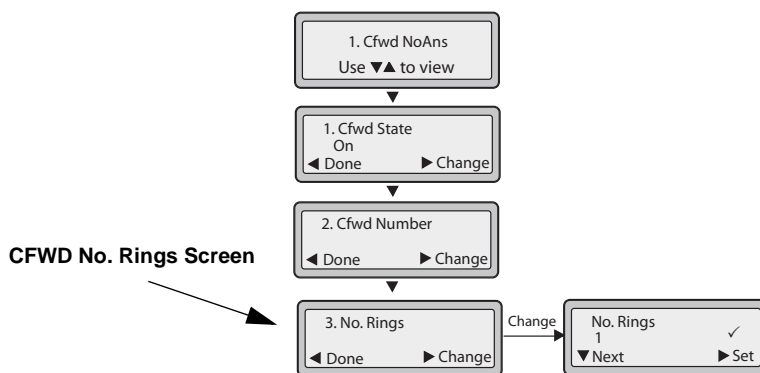 1. Cfwd NoAns
Use ▼▲ to view
▼
1. Cfwd State
On
◀ Done ▶ Change
▼
2. Cfwd Number
◀ Done ▶ Change
▼
CFWD No. Rings Screen
3. No. Rings
◀ Done ▶ Change
Change
No. Rings
1 ✓
▼Next ▶ Set